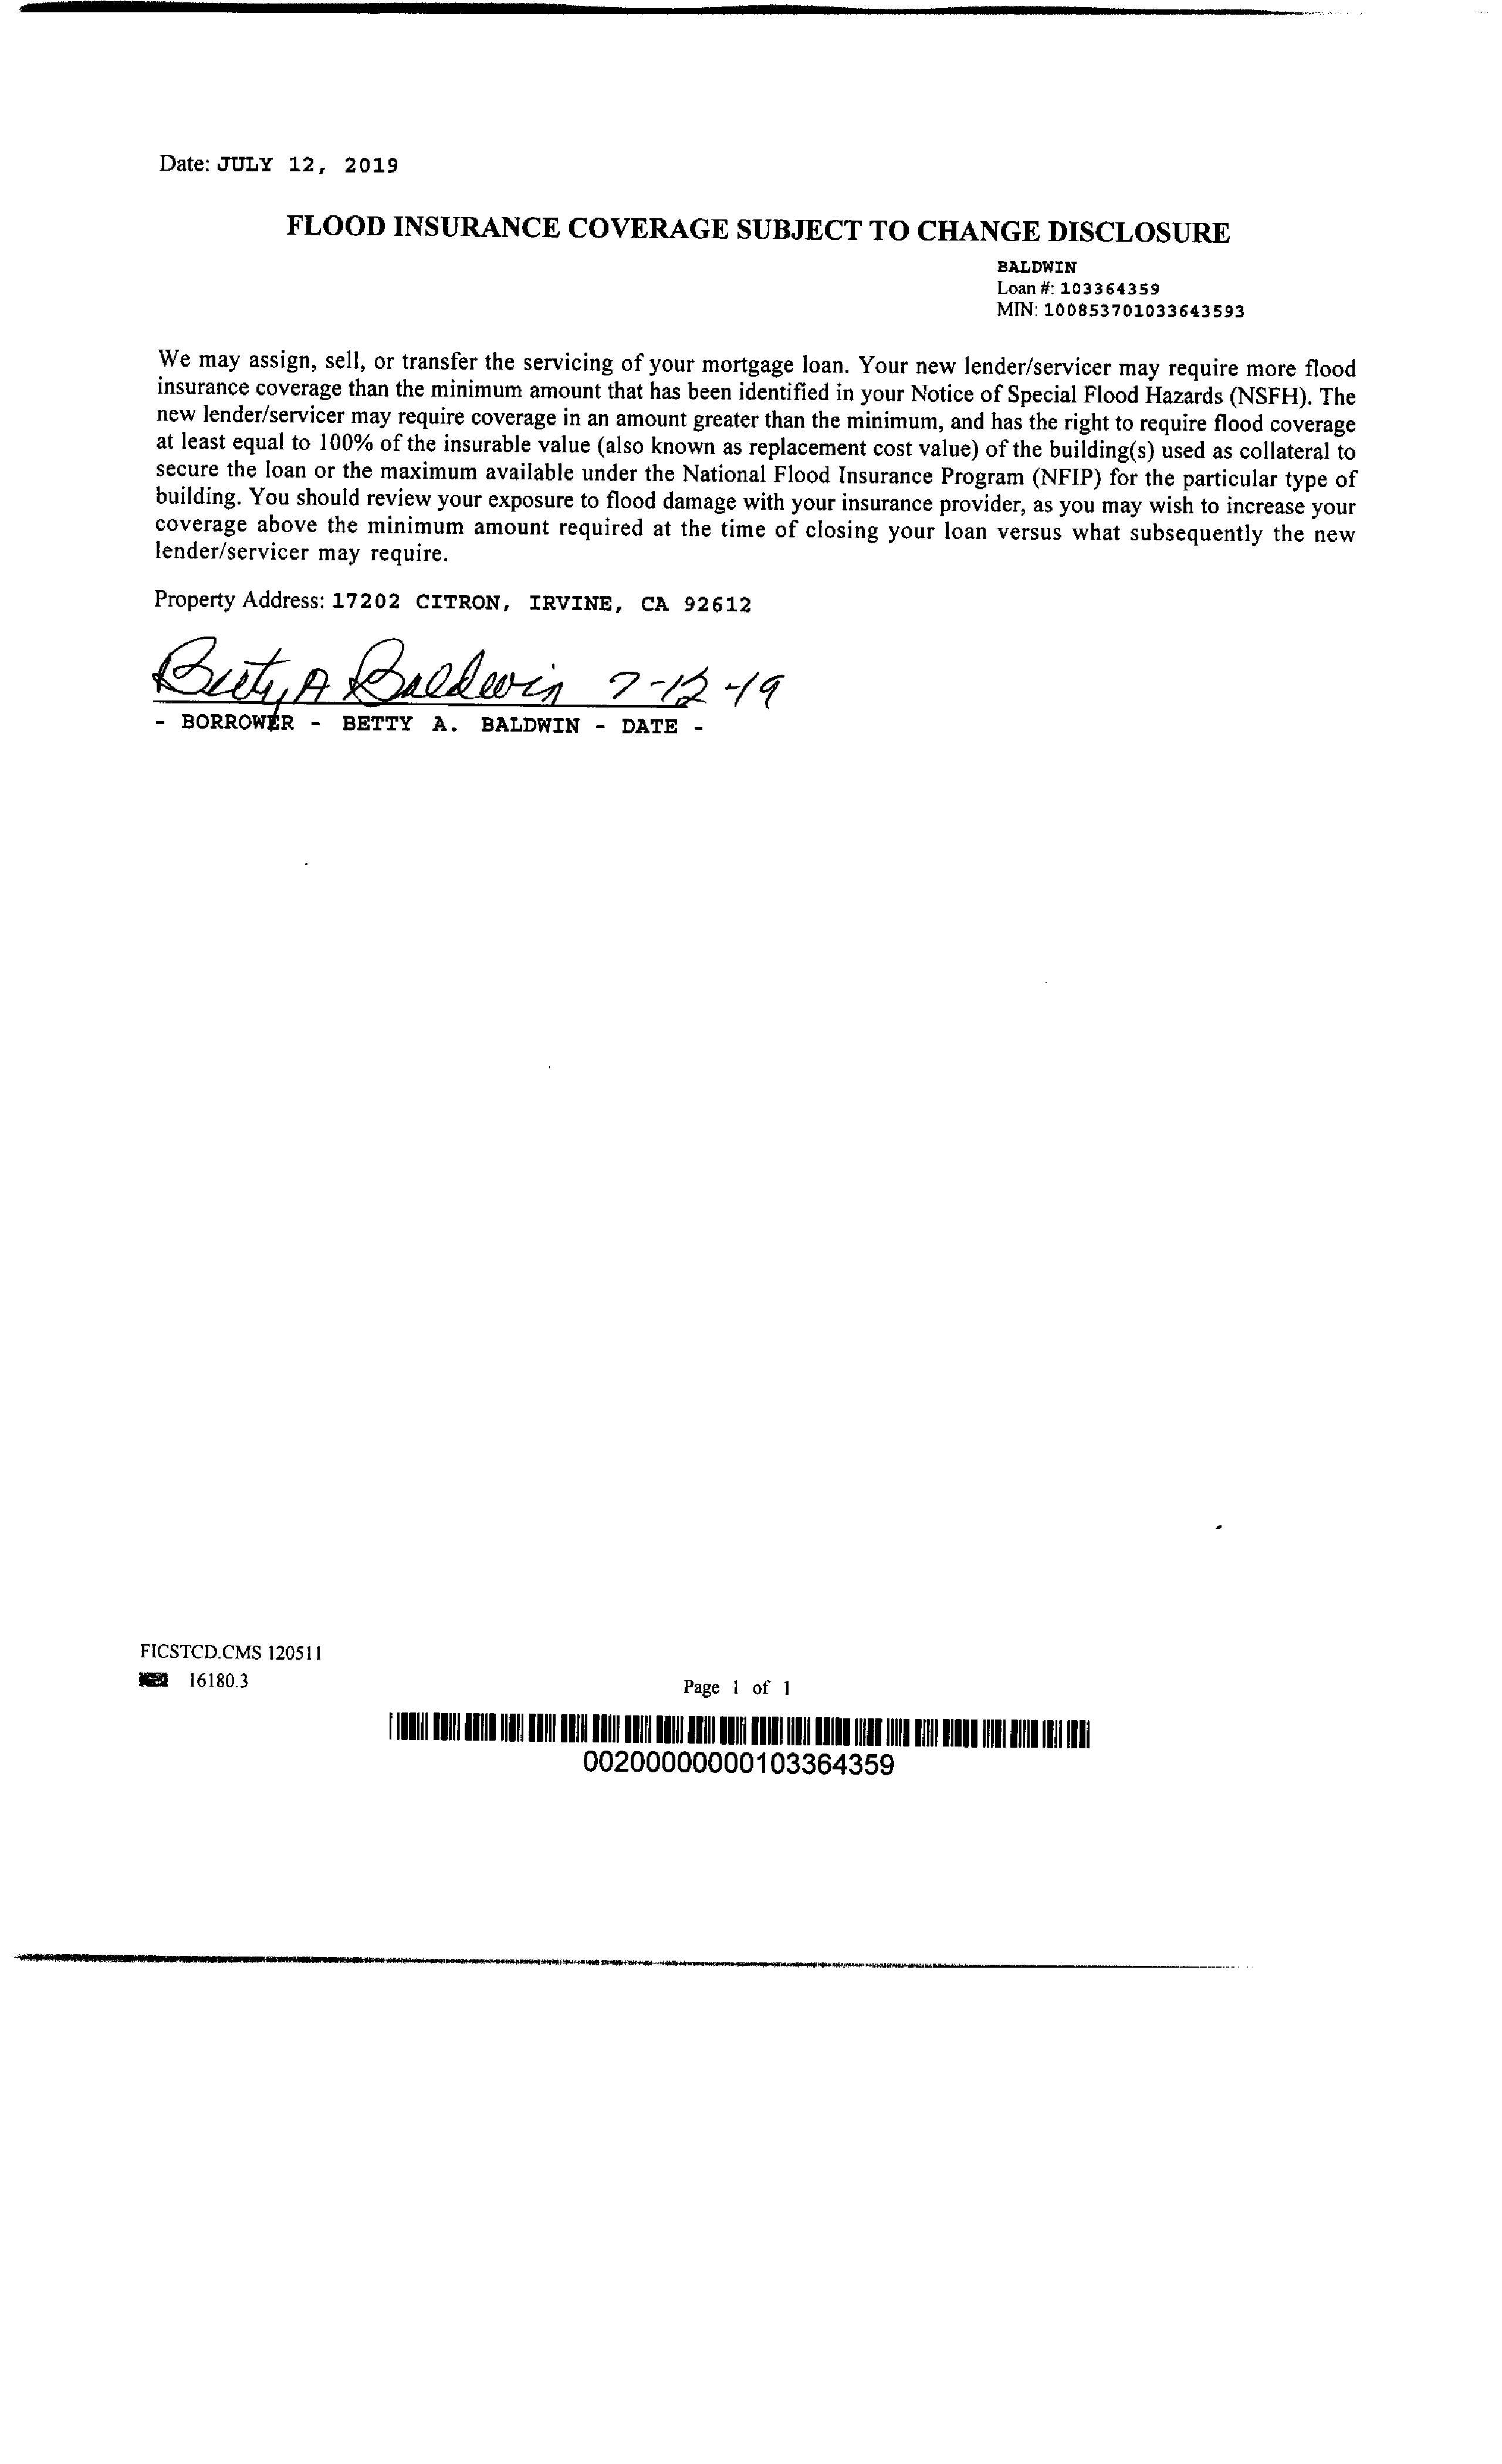 Date: JULY 12, 2019
FLOOD INSURANCE COVERAGE SUBJECT TO CHANGE DISCLOSURE
BALDWIN
Loan #: 103364359
MIN: 100853701033643593
We may assign, sell, or transfer the servicing of your mortgage loan. Your new lender/servicer may require more flood
insurance coverage than the minimum amount that has been identified in your Notice of Special Flood Hazards (NSFH). The
new lender/servicer may require coverage in an amount greater than the minimum, and has the right to require flood coverage
at least equal to 100% of the insurable value (also known as replacement cost value) of the building(s) used as collateral to
secure the loan or the maximum available under the National Flood Insurance Program (NFIP) for the particular type of
building. You should review your exposure to flood damage with your insurance provider, as you may wish to increase your
coverage above the minimum amount required at the time of closing your loan versus what subsequently the new
lender/servicer may require.
Property Address: 17202 CITRON, IRVINE, CA 92612
Betty A Baldwin 7-12-19
- BORROWER - BETTY A. BALDWIN - DATE -
FICSTCD.CMS 120511
16180.3
Page 1 of 1
00200000000103364359